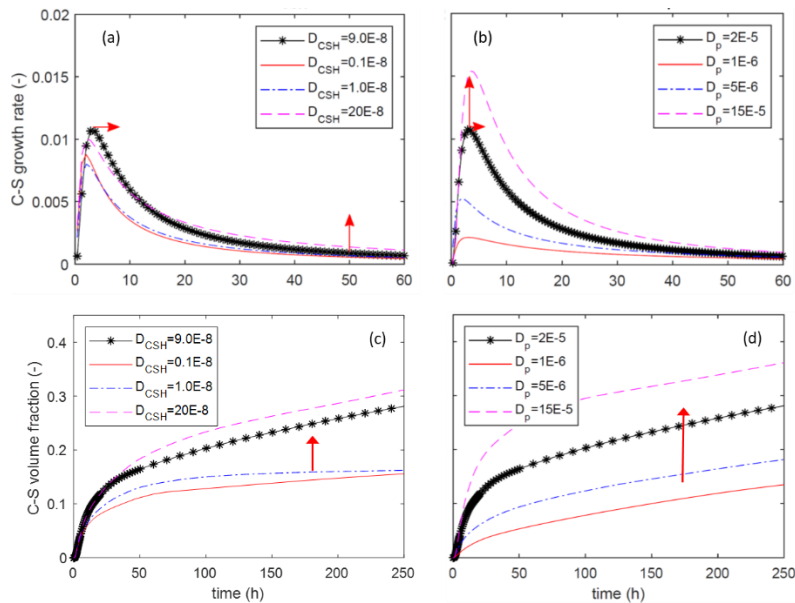 (a)
D_CSH=9.0E-8
D_CSH=0.1E-8
D_CSH=1.0E-8
D_CSH=20E-8
C-S growth rate (-)
0.02
0.015
0.01
0.005
0
0 10 20 30 40 50 60
(b)
D_p=2E-5
D_p=1E-6
D_p=5E-6
D_p=15E-5
0 10 20 30 40 50 60
(c)
D_CSH=9.0E-8
D_CSH=0.1E-8
D_CSH=1.0E-8
D_CSH=20E-8
C-S volume fraction (-)
0.4
0.3
0.2
0.1
0
0 50 100 150 200 250
time (h)
(d)
D_p=2E-5
D_p=1E-6
D_p=5E-6
D_p=15E-5
0 50 100 150 200 250
time (h)